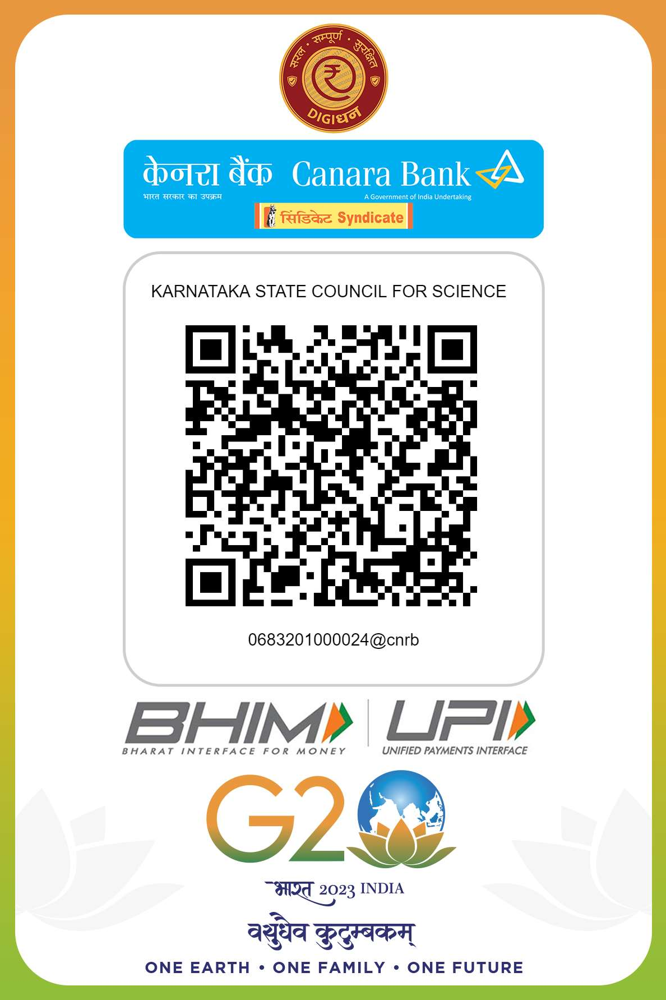 सरल • सम्पूर्ण • सुरक्षित
DIGIधन
केनरा बैंक Canara Bank
भारत सरकार का उपक्रम A Government of India Undertaking
सिंडिकेट Syndicate
KARNATAKA STATE COUNCIL FOR SCIENCE
0683201000024@cnrb
BHIM UPI
BHARAT INTERFACE FOR MONEY UNIFIED PAYMENTS INTERFACE
G20
भारत 2023 INDIA
वसुधैव कुटुम्बकम्
ONE EARTH • ONE FAMILY • ONE FUTURE